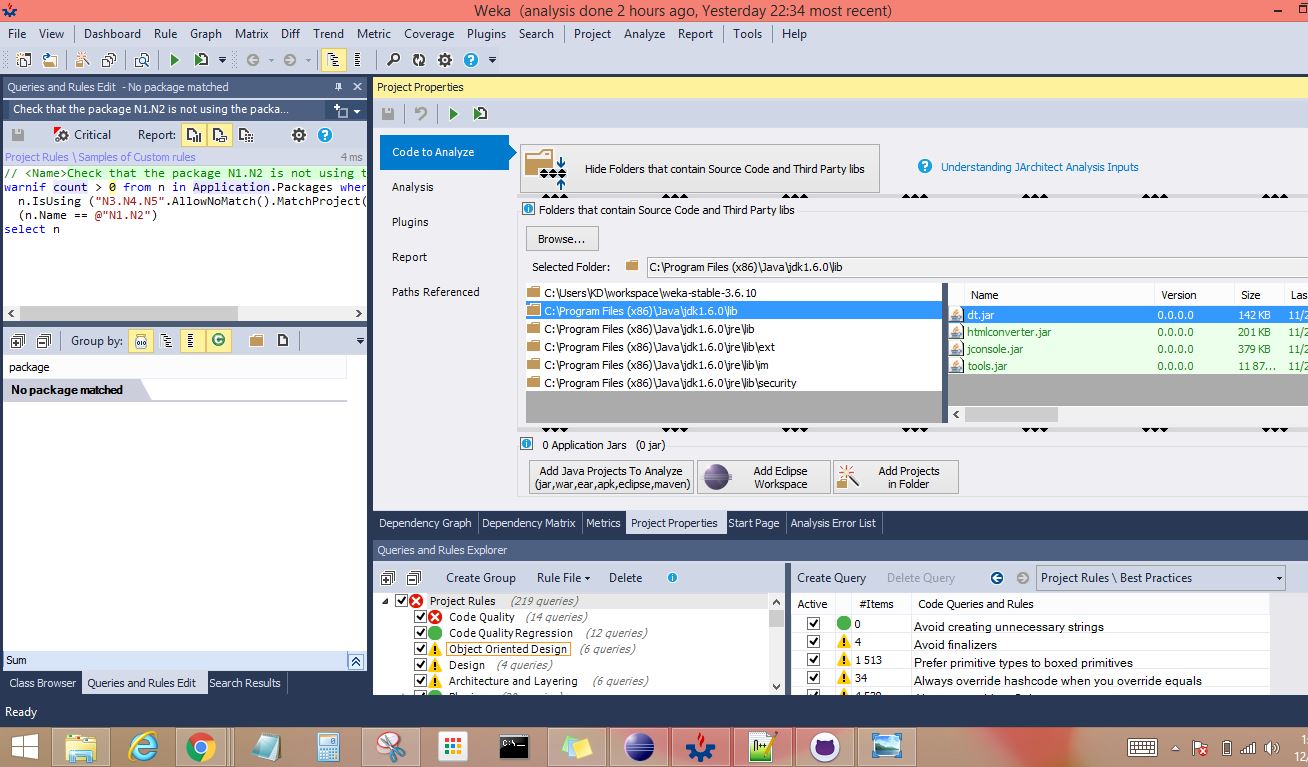 Weka (analysis done 2 hours ago, Yesterday 22:34 most recent)
File View Dashboard Rule Graph Matrix Diff Trend Metric Coverage Plugins Search Project Analyze Report Tools Help
Queries and Rules Edit - No package matched
Check that the package N1.N2 is not using the packa...
Critical Report:
Project Rules \ Samples of Custom rules 4 ms
// <Name>Check that the package N1.N2 is not using t
warnif count > 0 from n in Application.Packages wher
n.IsUsing ("N3.N4.N5".AllowNoMatch().MatchProject(
(n.Name == @"N1.N2")
select n
Group by:
package
No package matched
Sum
Class Browser Queries and Rules Edit Search Results
Project Properties
Code to Analyze
Analysis
Plugins
Report
Paths Referenced
Hide Folders that contain Source Code and Third Party libs
Understanding JArchitect Analysis Inputs
Folders that contain Source Code and Third Party libs
Browse...
Selected Folder: C:\Program Files (x86)\Java\jdk1.6.0\lib
C:\Users\KD\workspace\weka-stable-3.6.10
C:\Program Files (x86)\Java\jdk1.6.0\lib
C:\Program Files (x86)\Java\jdk1.6.0\jre\lib
C:\Program Files (x86)\Java\jdk1.6.0\jre\lib\ext
C:\Program Files (x86)\Java\jdk1.6.0\jre\lib\im
C:\Program Files (x86)\Java\jdk1.6.0\jre\lib\security
Name Version Size Las
dt.jar 0.0.0.0 142 KB 11/2
htmlconverter.jar 0.0.0.0 201 KB 11/2
jconsole.jar 0.0.0.0 379 KB 11/2
tools.jar 0.0.0.0 11 87... 11/2
0 Application Jars (0 jar)
Add Java Projects To Analyze
(jar,war,ear,apk,eclipse,maven)
Add Eclipse
Workspace
Add Projects
in Folder
Dependency Graph Dependency Matrix Metrics Project Properties Start Page Analysis Error List
Queries and Rules Explorer
Create Group Rule File Delete
Project Rules (219 queries)
Code Quality (14 queries)
Code Quality Regression (12 queries)
Object Oriented Design (6 queries)
Design (4 queries)
Architecture and Layering (6 queries)
Create Query Delete Query Project Rules \ Best Practices
Active #Items Code Queries and Rules
0 Avoid creating unnecessary strings
4 Avoid finalizers
1 513 Prefer primitive types to boxed primitives
34 Always override hashcode when you override equals
Ready